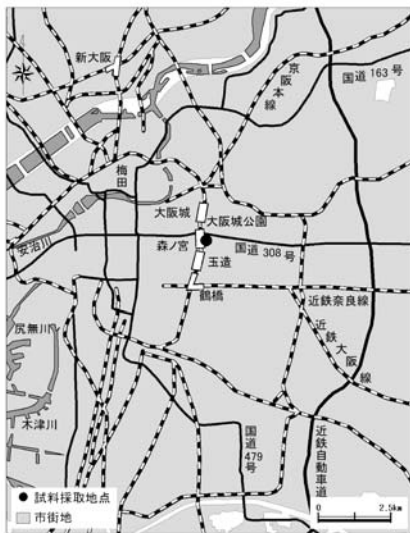 新大阪
京阪本線
国道 163 号
梅田
大阪城
大阪城公園
安治川
森ノ宮
国道 308 号
玉造
鶴橋
近鉄奈良線
尻無川
近鉄大阪線
木津川
国道479号
近鉄自動車道
試料採取地点
市街地
0 2.5km